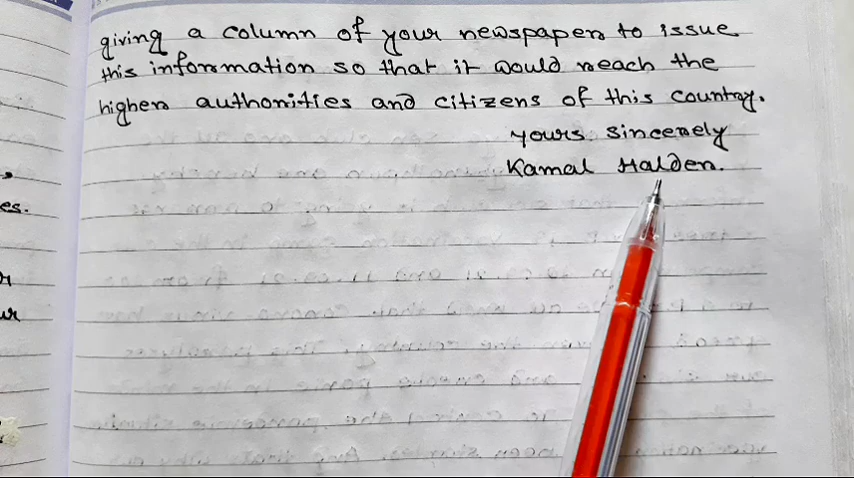 giving a column of your newspaper to issue
this information so that it would reach the
higher authorities and citizens of this country.
yours sincerely
Kamal Halder.
es.